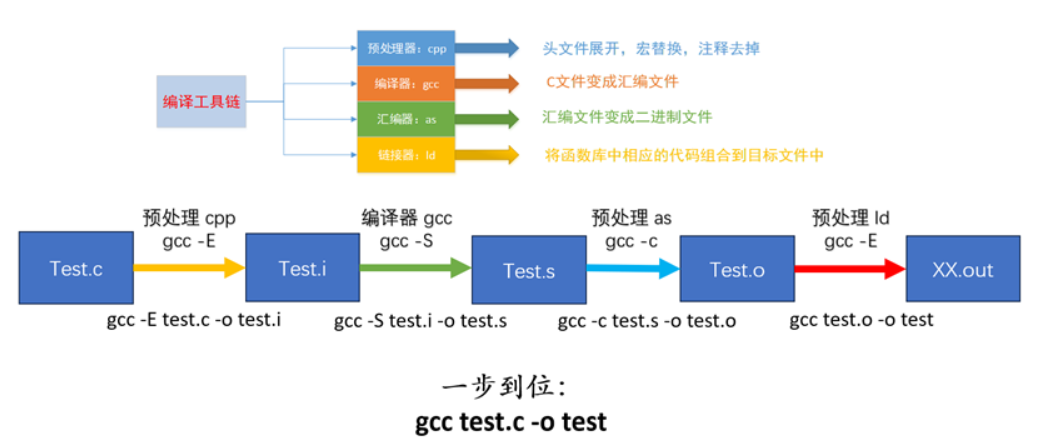 编译工具链
预处理器：cpp
头文件展开，宏替换，注释去掉
编译器：gcc
C文件变成汇编文件
汇编器：as
汇编文件变成二进制文件
链接器：ld
将函数库中相应的代码组合到目标文件中
预处理 cpp
gcc -E
编译器 gcc
gcc -S
预处理 as
gcc -c
预处理 ld
gcc -E
Test.c
Test.i
Test.s
Test.o
XX.out
gcc -E test.c -o test.i
gcc -S test.i -o test.s
gcc -c test.s -o test.o
gcc test.o -o test
一步到位：
gcc test.c -o test